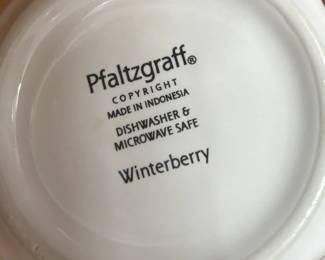 Pfaltzgraff®
COPYRIGHT
MADE IN INDONESIA
DISHWASHER &
MICROWAVE SAFE
Winterberry